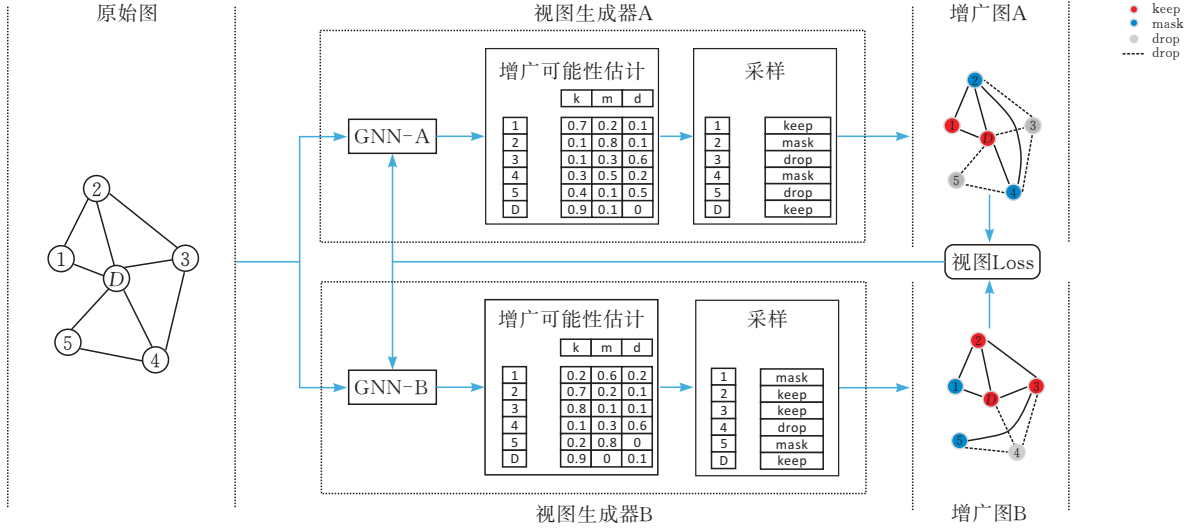 原始图
视图生成器A
增广图A
keep
mask
drop
drop
增广可能性估计
采样
k m d
GNN-A
1 0.7 0.2 0.1 1 keep
2 0.1 0.8 0.1 2 mask
3 0.1 0.3 0.6 3 drop
4 0.3 0.5 0.2 4 mask
5 0.4 0.1 0.5 5 drop
D 0.9 0.1 0 D keep
2
1
D
3
5
4
2
1
D
3
5
4
视图Loss
增广可能性估计
采样
k m d
GNN-B
1 0.2 0.6 0.2 1 mask
2 0.7 0.2 0.1 2 keep
3 0.8 0.1 0.1 3 keep
4 0.1 0.3 0.6 4 drop
5 0.2 0.8 0 5 mask
D 0.9 0 0.1 D keep
2
1
D
3
5
4
视图生成器B
增广图B